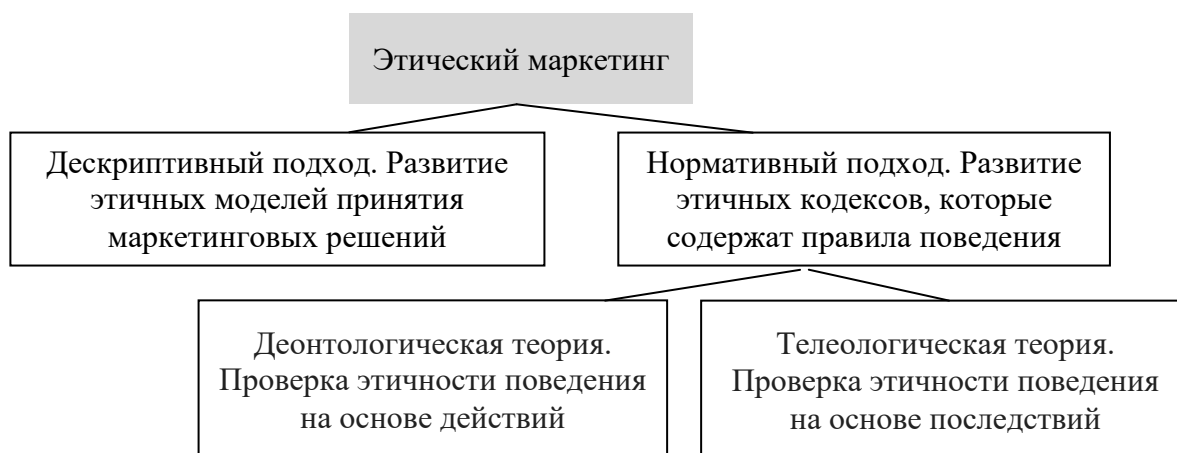 Этический маркетинг
Дескриптивный подход. Развитие
этичных моделей принятия
маркетинговых решений
Нормативный подход. Развитие
этичных кодексов, которые
содержат правила поведения
Деонтологическая теория.
Проверка этичности поведения
на основе действий
Телеологическая теория.
Проверка этичности поведения
на основе последствий